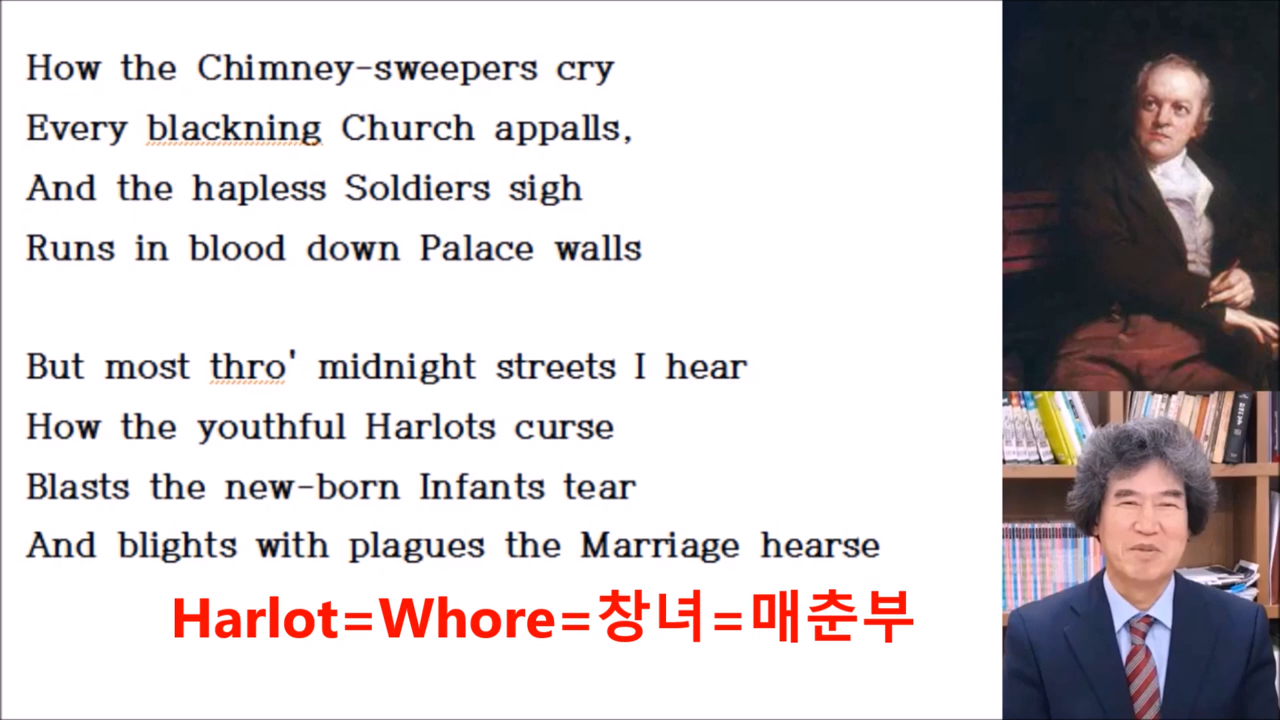 How the Chimney-sweepers cry
Every blackning Church appalls,
And the hapless Soldiers sigh
Runs in blood down Palace walls
But most thro' midnight streets I hear
How the youthful Harlots curse
Blasts the new-born Infants tear
And blights with plagues the Marriage hearse
Harlot=Whore=창녀=매춘부